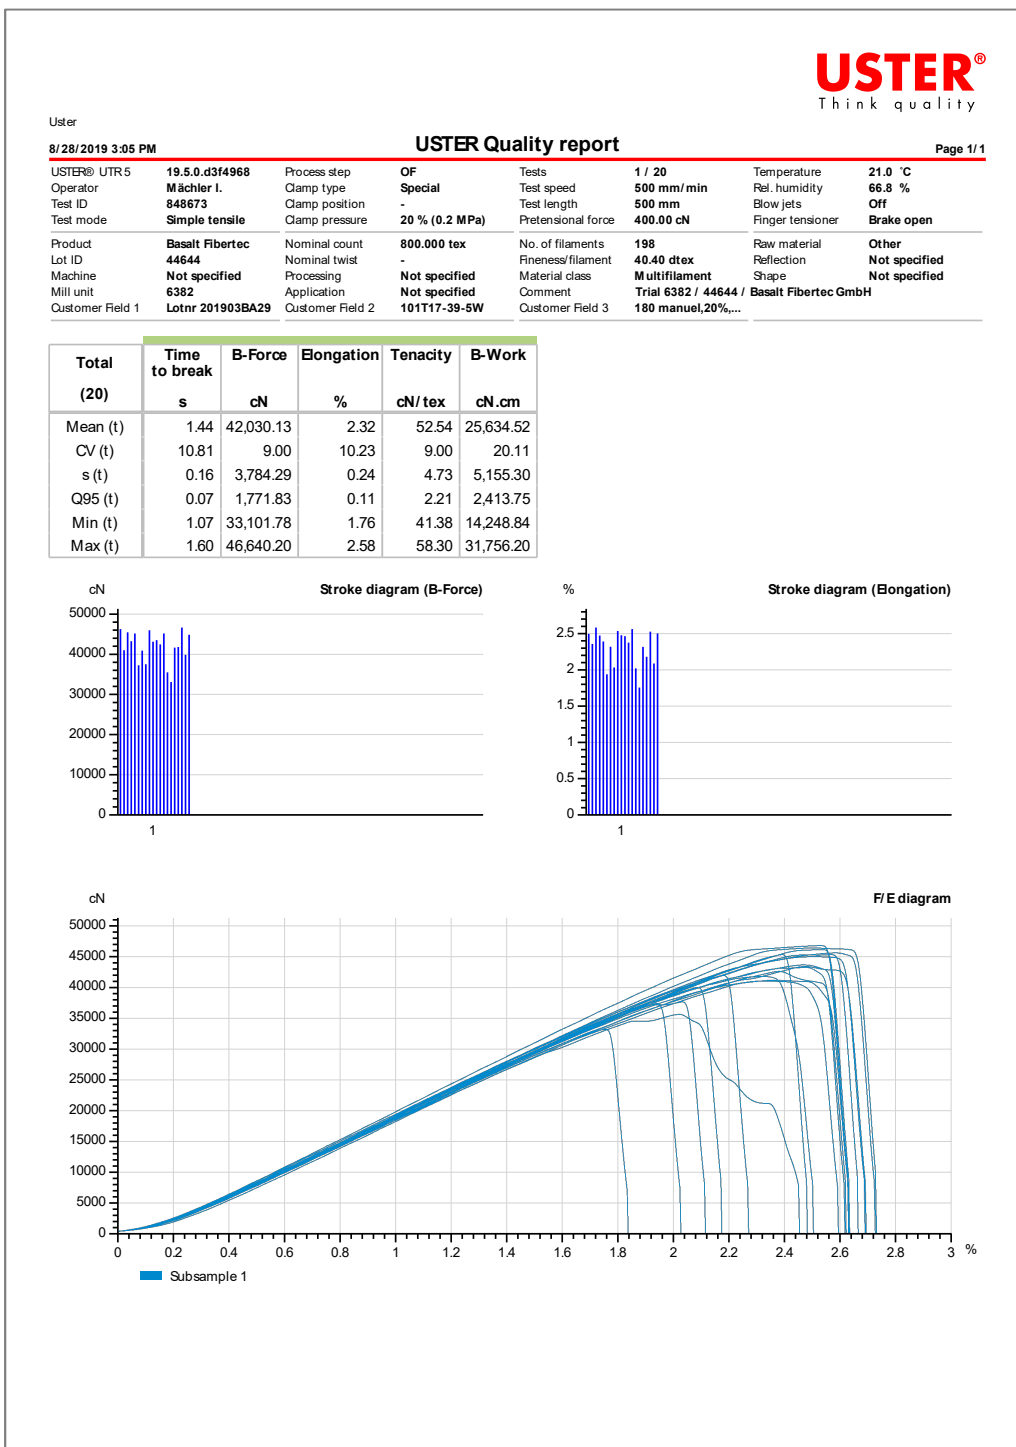 USTER®
Think quality
Uster
8/28/2019 3:05 PM USTER Quality report Page 1/1
USTER® UTR5 19.5.0.d3f4968 Process step OF Tests 1 / 20 Temperature 21.0 °C
Operator Mächler I. Clamp type Special Test speed 500 mm/min Rel. humidity 66.8 %
Test ID 848673 Clamp position - Test length 500 mm Blow jets Off
Test mode Simple tensile Clamp pressure 20 % (0.2 MPa) Pretensional force 400.00 cN Finger tensioner Brake open
Product Basalt Fibertec Nominal count 800.000 tex No. of filaments 198 Raw material Other
Lot ID 44644 Nominal twist - Fineness/filament 40.40 dtex Reflection Not specified
Machine Not specified Processing Not specified Material class Multifilament Shape Not specified
Mill unit 6382 Application Not specified Comment Trial 6382 / 44644 / Basalt Fibertec GmbH
Customer Field 1 Lotnr 201903BA29 Customer Field 2 101T17-39-5W Customer Field 3 180 manuel,20%,...
Total Time B-Force Elongation Tenacity B-Work
to break
(20)
s cN % cN/tex cN.cm
Mean (t) 1.44 42,030.13 2.32 52.54 25,634.52
CV (t) 10.81 9.00 10.23 9.00 20.11
s (t) 0.16 3,784.29 0.24 4.73 5,155.30
Q95 (t) 0.07 1,771.83 0.11 2.21 2,413.75
Min (t) 1.07 33,101.78 1.76 41.38 14,248.84
Max (t) 1.60 46,640.20 2.58 58.30 31,756.20
cN Stroke diagram (B-Force)
50000
40000
30000
20000
10000
0
1
% Stroke diagram (Elongation)
2.5
2
1.5
1
0.5
0
1
cN F/E diagram
50000
45000
40000
35000
30000
25000
20000
15000
10000
5000
0
0 0.2 0.4 0.6 0.8 1 1.2 1.4 1.6 1.8 2 2.2 2.4 2.6 2.8 3 %
Subsample 1